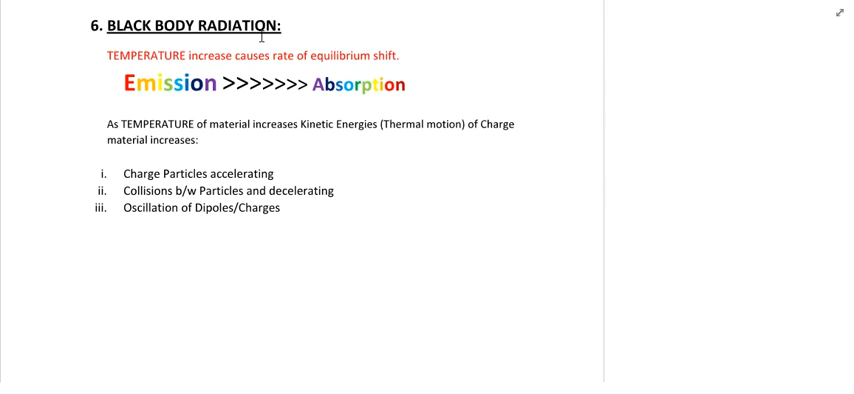 6. BLACK BODY RADIATION:
TEMPERATURE increase causes rate of equilibrium shift.
Emission >>>>>>> Absorption
As TEMPERATURE of material increases Kinetic Energies (Thermal motion) of Charge
material increases:
i. Charge Particles accelerating
ii. Collisions b/w Particles and decelerating
iii. Oscillation of Dipoles/Charges